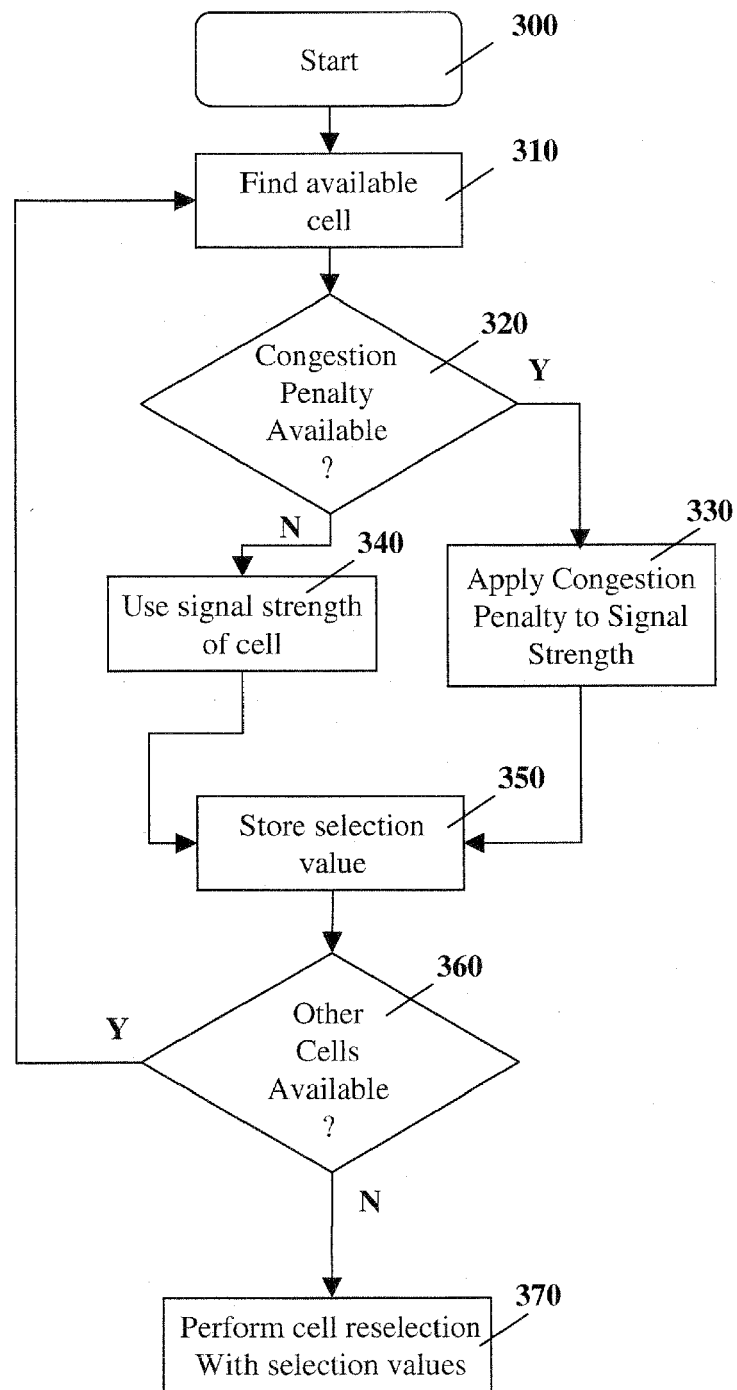 300
Start
310
Find available
cell
320
Congestion
Penalty
Available
?
Y
N
340
330
Use signal strength
of cell
Apply Congestion
Penalty to Signal
Strength
350
Store selection
value
360
Other
Cells
Available
?
Y
N
370
Perform cell reselection
With selection values